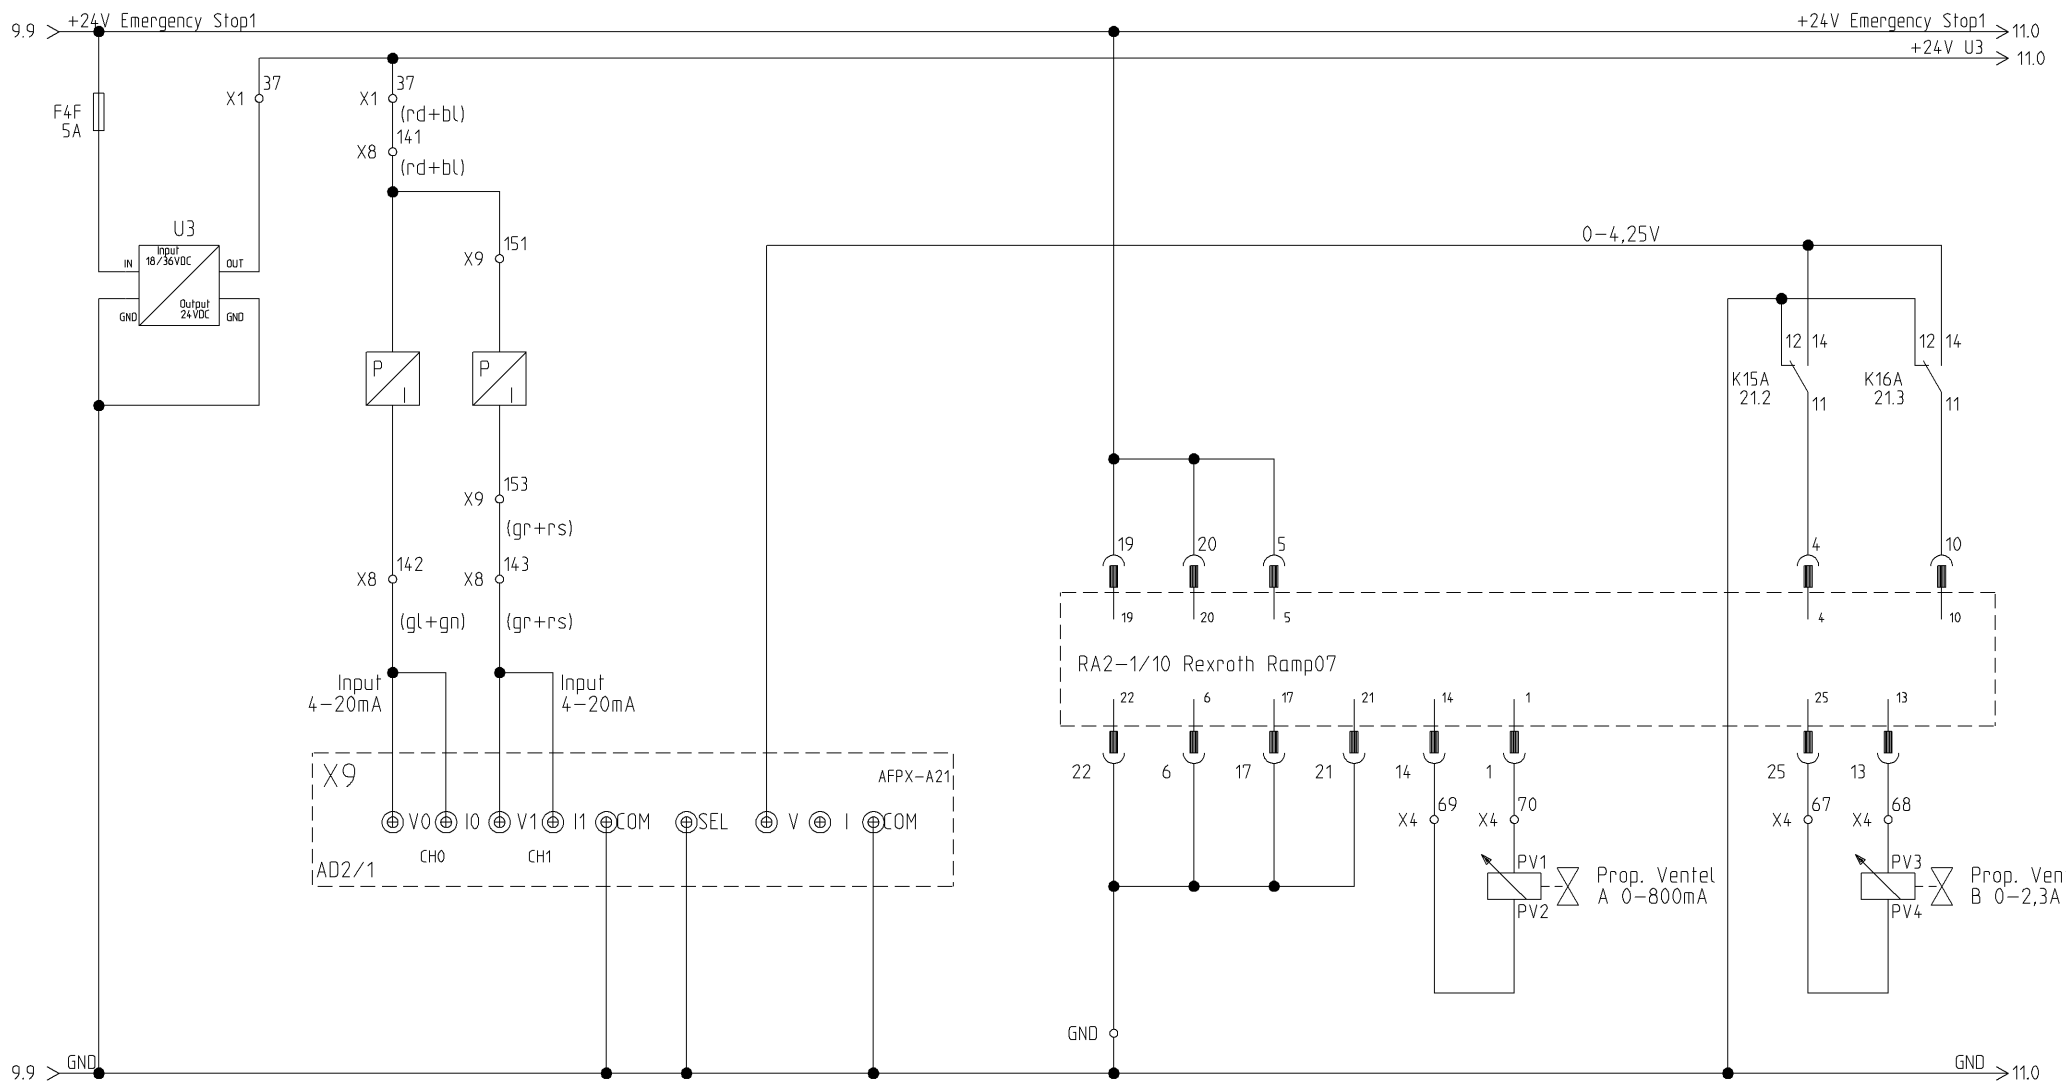 +24V Emergency Stop1
9.9
+24V Emergency Stop1
11.0
+24V U3
11.0
37
X1
37
X1
(rd+bl)
F4F
5A
141
X8
(rd+bl)
U3
Input
18/36VDC
IN
OUT
Output
24VDC
GND
GND
151
X9
0-4,25V
12
14
12
14
K15A
21.2
K16A
21.3
11
11
P
I
P
I
153
X9
(gr+rs)
142
X8
143
X8
(gl+gn)
(gr+rs)
Input
4-20mA
Input
4-20mA
19
20
5
4
10
19
20
5
4
10
RA2-1/10 Rexroth Ramp07
22
6
17
21
14
1
25
13
22
6
17
21
14
1
25
13
X9
AFPX-A21
V0
I0
V1
I1
COM
SEL
V
I
COM
CH0
CH1
AD2/1
69
X4
70
X4
67
X4
68
X4
PV1
PV2
Prop. Ventel
A 0-800mA
PV3
PV4
Prop. Ven
B 0-2,3A
GND
GND
9.9
GND
11.0